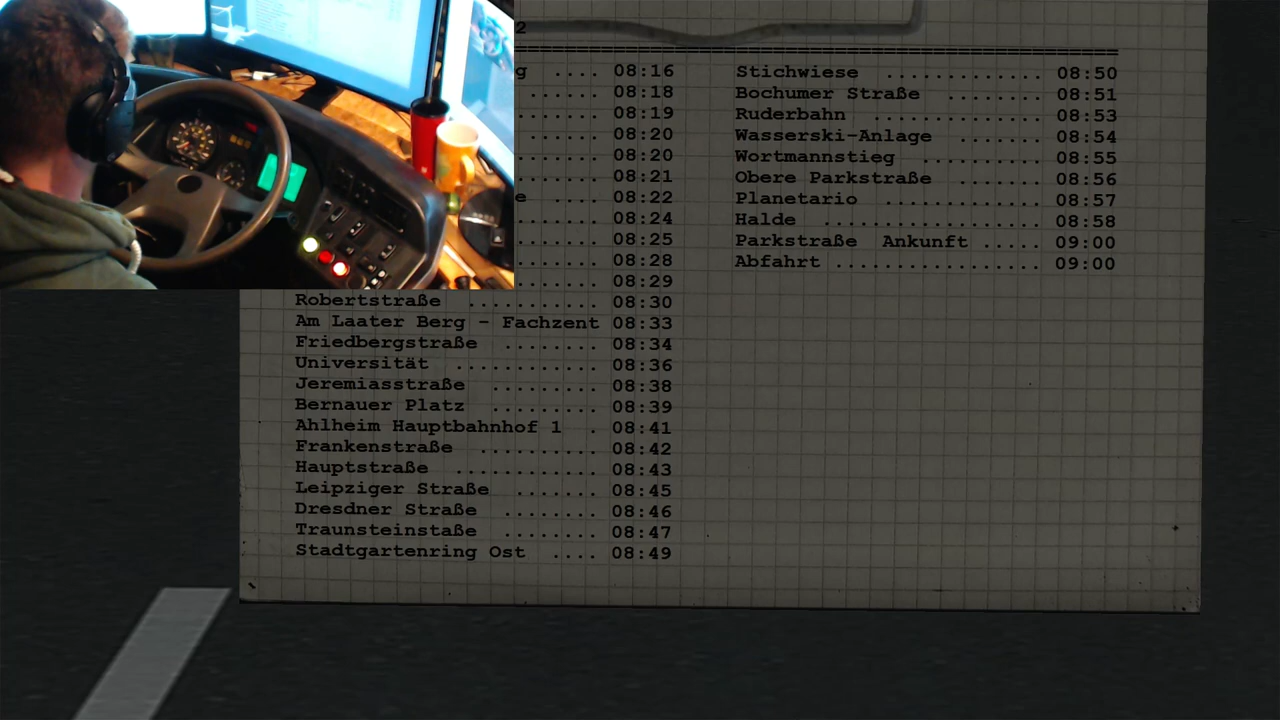 2
g .... 08:16
...... 08:18
...... 08:19
...... 08:20
...... 08:20
...... 08:21
e .... 08:22
...... 08:24
...... 08:25
...... 08:28
...... 08:29
Robertstraße ........... 08:30
Am Laater Berg - Fachzent 08:33
Friedbergstraße ........ 08:34
Universität ............ 08:36
Jeremiasstraße ......... 08:38
Bernauer Platz ......... 08:39
Ahlheim Hauptbahnhof 1 . 08:41
Frankenstraße .......... 08:42
Hauptstraße ............ 08:43
Leipziger Straße ....... 08:45
Dresdner Straße ........ 08:46
Traunsteinstaße ........ 08:47
Stadtgartenring Ost .... 08:49
Stichwiese ............. 08:50
Bochumer Straße ........ 08:51
Ruderbahn .............. 08:53
Wasserski-Anlage ....... 08:54
Wortmannstieg .......... 08:55
Obere Parkstraße ....... 08:56
Planetario ............. 08:57
Halde .................. 08:58
Parkstraße Ankunft ..... 09:00
Abfahrt ................. 09:00